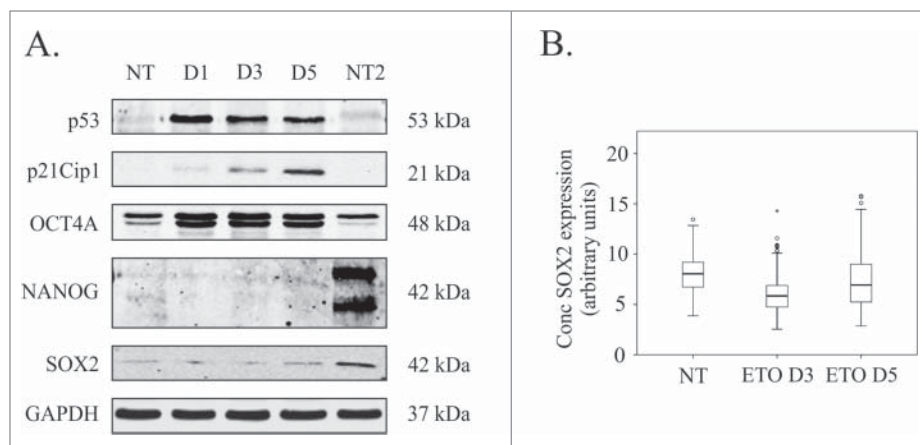 A.
NT D1 D3 D5 NT2
p53 53 kDa
p21Cip1 21 kDa
OCT4A 48 kDa
NANOG 42 kDa
SOX2 42 kDa
GAPDH 37 kDa
B.
Conc SOX2 expression
(arbitrary units)
20
15
10
5
0
NT ETO D3 ETO D5